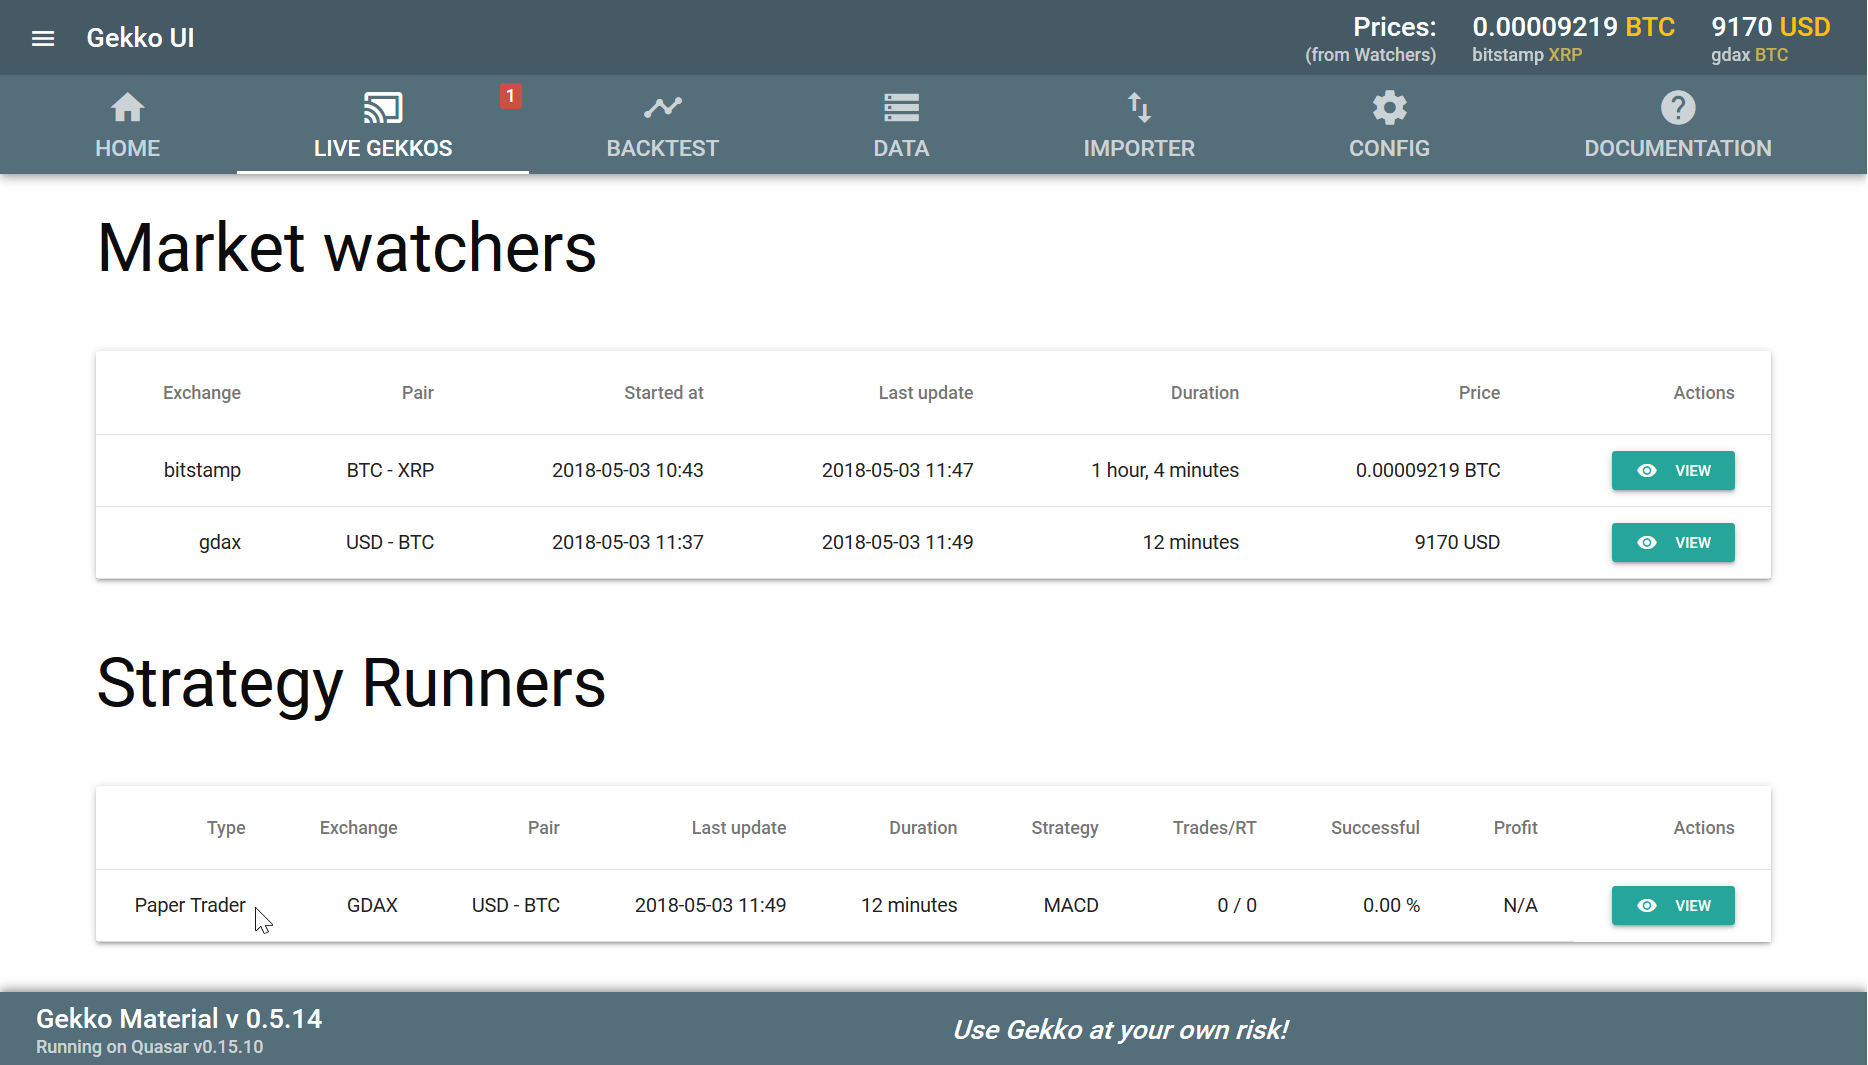 Gekko UI
Prices: 0.00009219 BTC 9170 USD
(from Watchers) bitstamp XRP gdax BTC
1
HOME LIVE GEKKOS BACKTEST DATA IMPORTER CONFIG DOCUMENTATION
Market watchers
Exchange Pair Started at Last update Duration Price Actions
bitstamp BTC - XRP 2018-05-03 10:43 2018-05-03 11:47 1 hour, 4 minutes 0.00009219 BTC VIEW
gdax USD - BTC 2018-05-03 11:37 2018-05-03 11:49 12 minutes 9170 USD VIEW
Strategy Runners
Type Exchange Pair Last update Duration Strategy Trades/RT Successful Profit Actions
Paper Trader GDAX USD - BTC 2018-05-03 11:49 12 minutes MACD 0 / 0 0.00 % N/A VIEW
Gekko Material v 0.5.14
Running on Quasar v0.15.10
Use Gekko at your own risk!